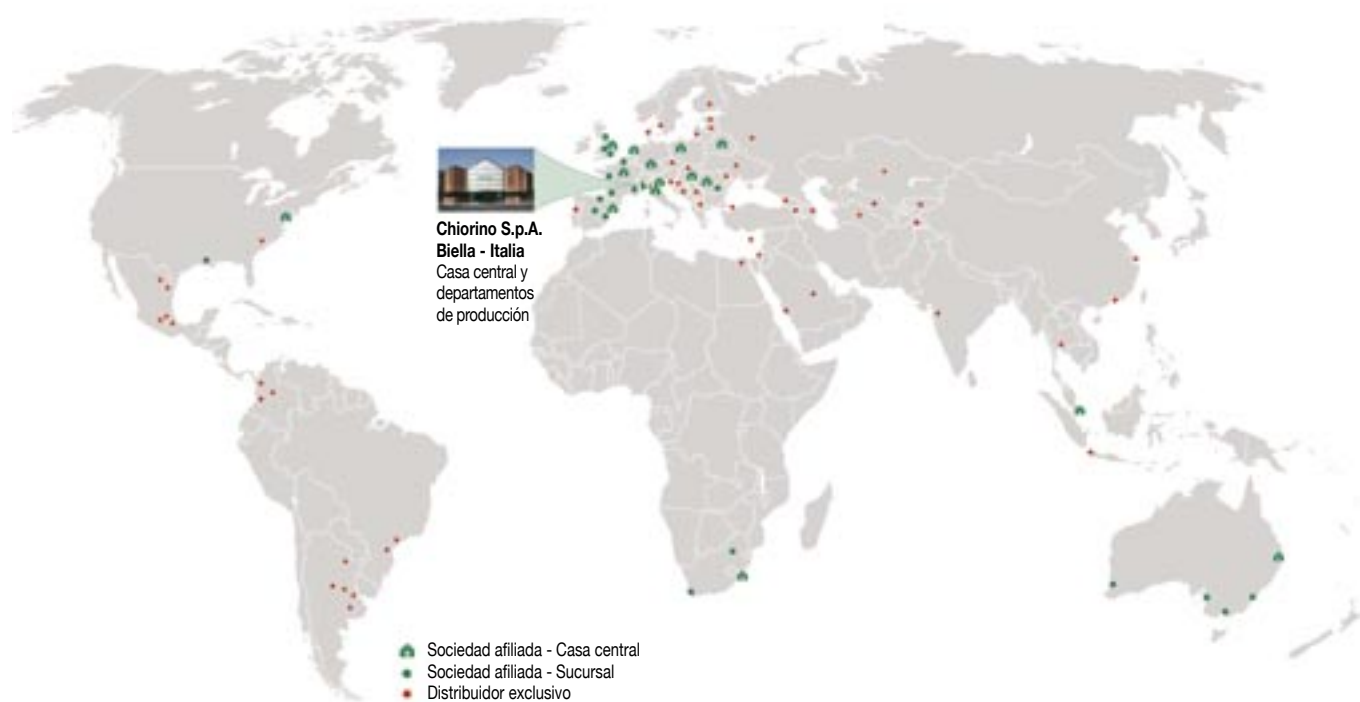 Chiorino S.p.A.
Biella - Italia
Casa central y
departamentos
de producción
Sociedad afiliada - Casa central
Sociedad afiliada - Sucursal
Distribuidor exclusivo